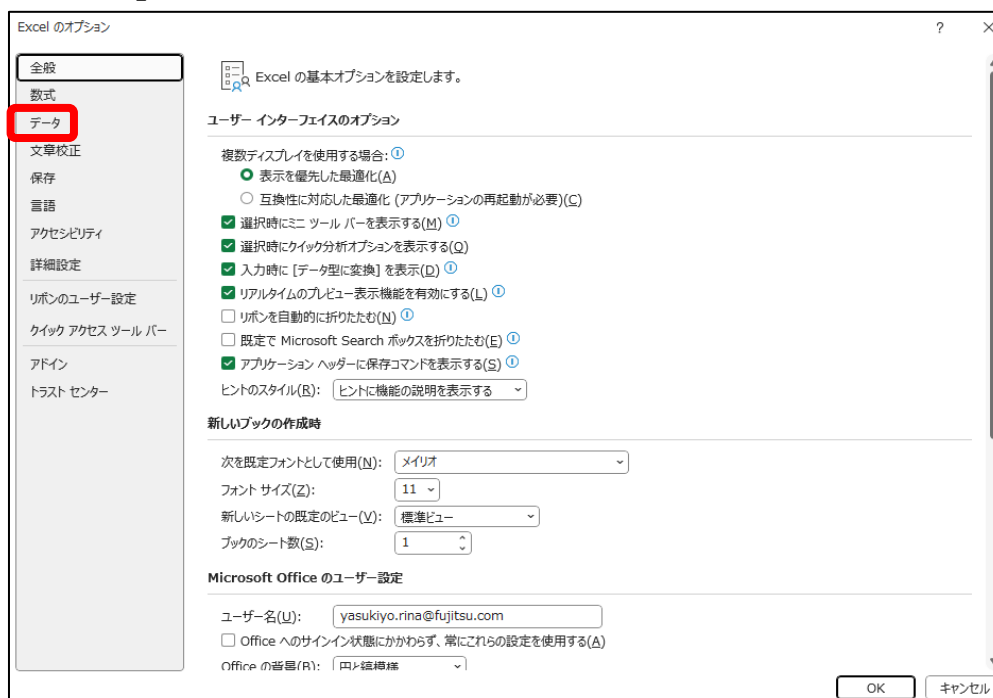 Excel のオプション
?
全般
数式
データ
文章校正
保存
言語
アクセシビリティ
詳細設定
リボンのユーザー設定
クイック アクセス ツール バー
アドイン
トラスト センター
Excel の基本オプションを設定します。
ユーザー インターフェイスのオプション
複数ディスプレイを使用する場合:
表示を優先した最適化(A)
互換性に対応した最適化 (アプリケーションの再起動が必要)(C)
選択時にミニ ツール バーを表示する(M)
選択時にクイック分析オプションを表示する(Q)
入力時に [データ型に変換] を表示(D)
リアルタイムのプレビュー表示機能を有効にする(L)
リボンを自動的に折りたたむ(N)
既定で Microsoft Search ボックスを折りたたむ(E)
アプリケーション ヘッダーに保存コマンドを表示する(S)
ヒントのスタイル(R): ヒントに機能の説明を表示する
新しいブックの作成時
次を既定フォントとして使用(N): メイリオ
フォント サイズ(Z): 11
新しいシートの既定のビュー(V): 標準ビュー
ブックのシート数(S): 1
Microsoft Office のユーザー設定
ユーザー名(U): yasukiyo.rina@fujitsu.com
Office へのサインイン状態にかかわらず、常にこれらの設定を使用する(A)
Office の背景(B): 円と縞模様
OK
キャンセル